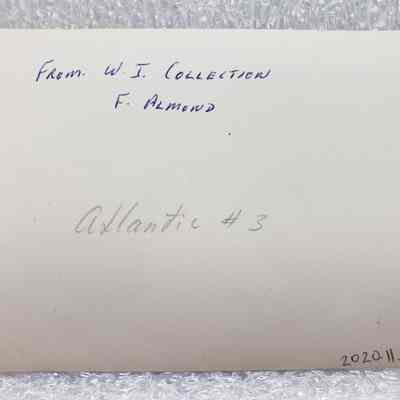 FROM. W. I. COLLECTION
F. ALMOND
Atlantic # 3
2020.11.